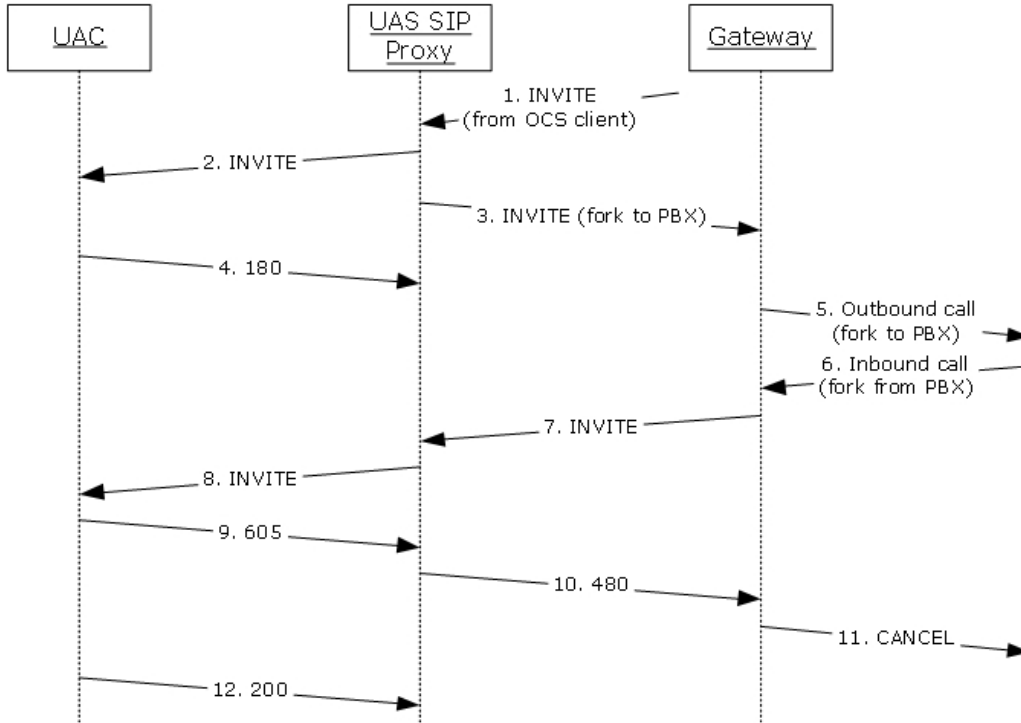 UAC
UAS SIP
Proxy
Gateway
1. INVITE
(from OCS client)
2. INVITE
3. INVITE (fork to PBX)
4. 180
5. Outbound call
(fork to PBX)
6. Inbound call
(fork from PBX)
7. INVITE
8. INVITE
9. 605
10. 480
11. CANCEL
12. 200